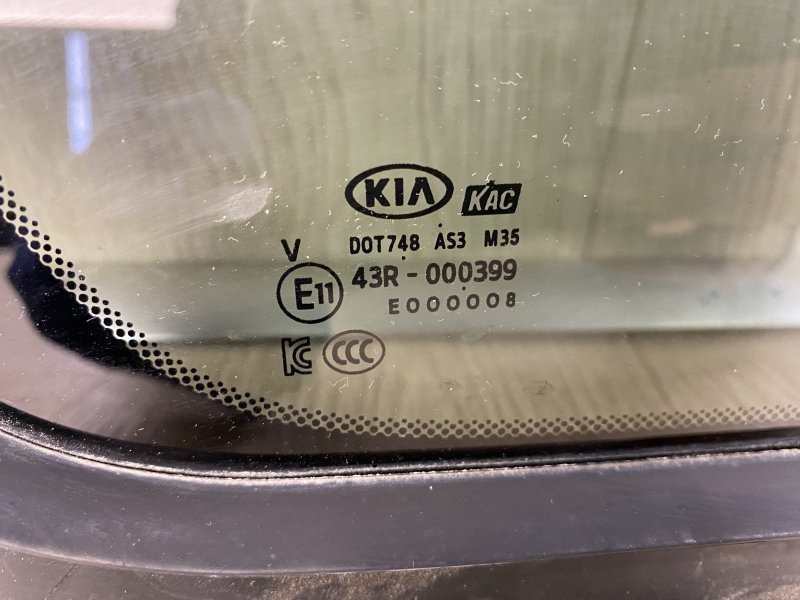 KIA KAC
V DOT748 AS3 M35
E11 43R-000399
E000008
KC CCC